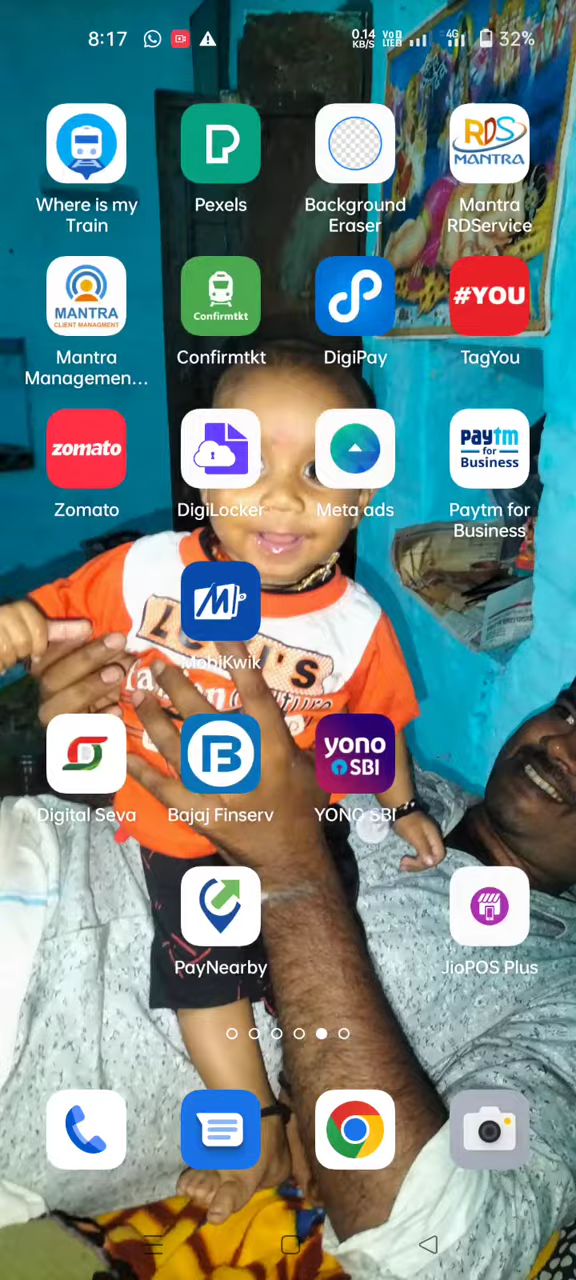 8:17
0.14 KB/S
VoD LTE
4G
32%
Where is my Train
Pexels
Background Eraser
RDS MANTRA
Mantra RDService
MANTRA
CLIENT MANAGMENT
Mantra Managemen...
Confirmtkt
Confirmtkt
DigiPay
#YOU
TagYou
zomato
Zomato
DigiLocker
Meta ads
paytm
for
Business
Paytm for Business
MobiKwik
Digital Seva
Bajaj Finserv
yono
SBI
YONO SBI
PayNearby
JioPOS Plus